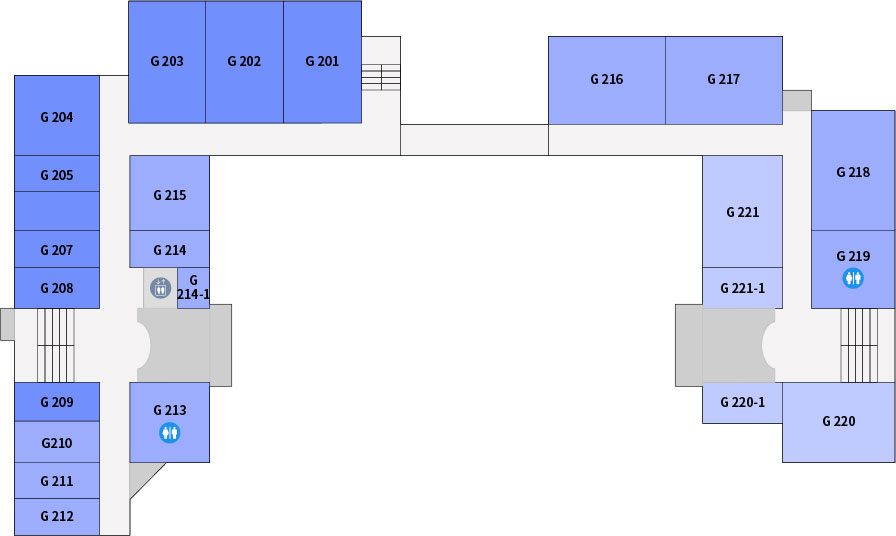 G 203
G 202
G 201
G 216
G 217
G 204
G 205
G 215
G 218
G 221
G 207
G 214
G 219
G 208
G
214-1
G 221-1
G 209
G 213
G 220-1
G 220
G210
G 211
G 212